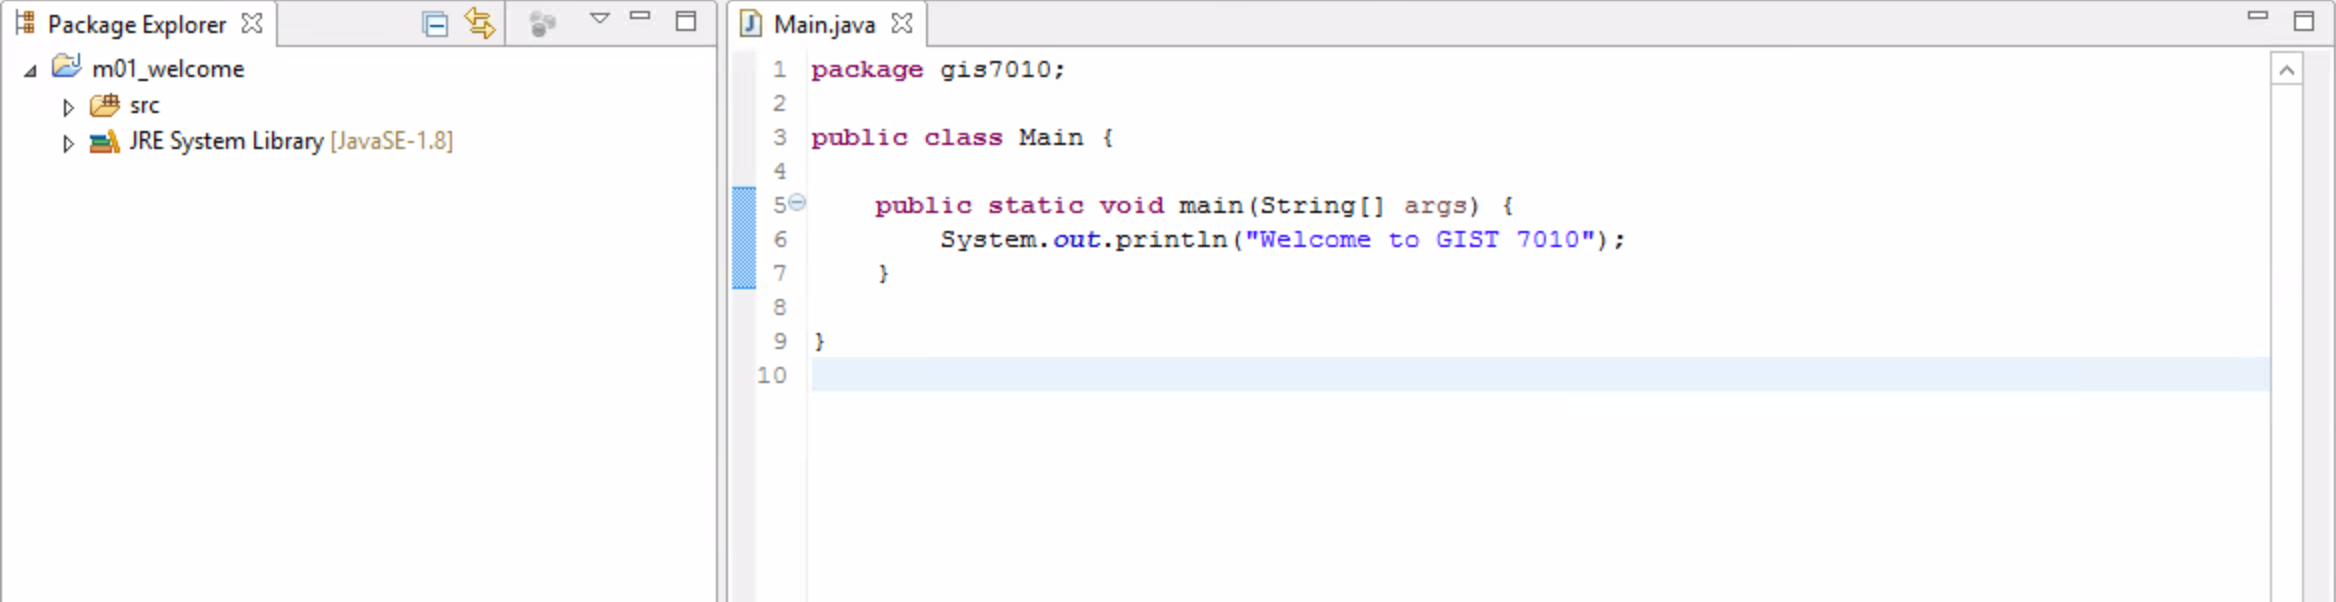 Package Explorer
m01_welcome
src
JRE System Library [JavaSE-1.8]
Main.java
1 package gis7010;
2
3 public class Main {
4
5 public static void main(String[] args) {
6 System.out.println("Welcome to GIST 7010");
7 }
8
9 }
10